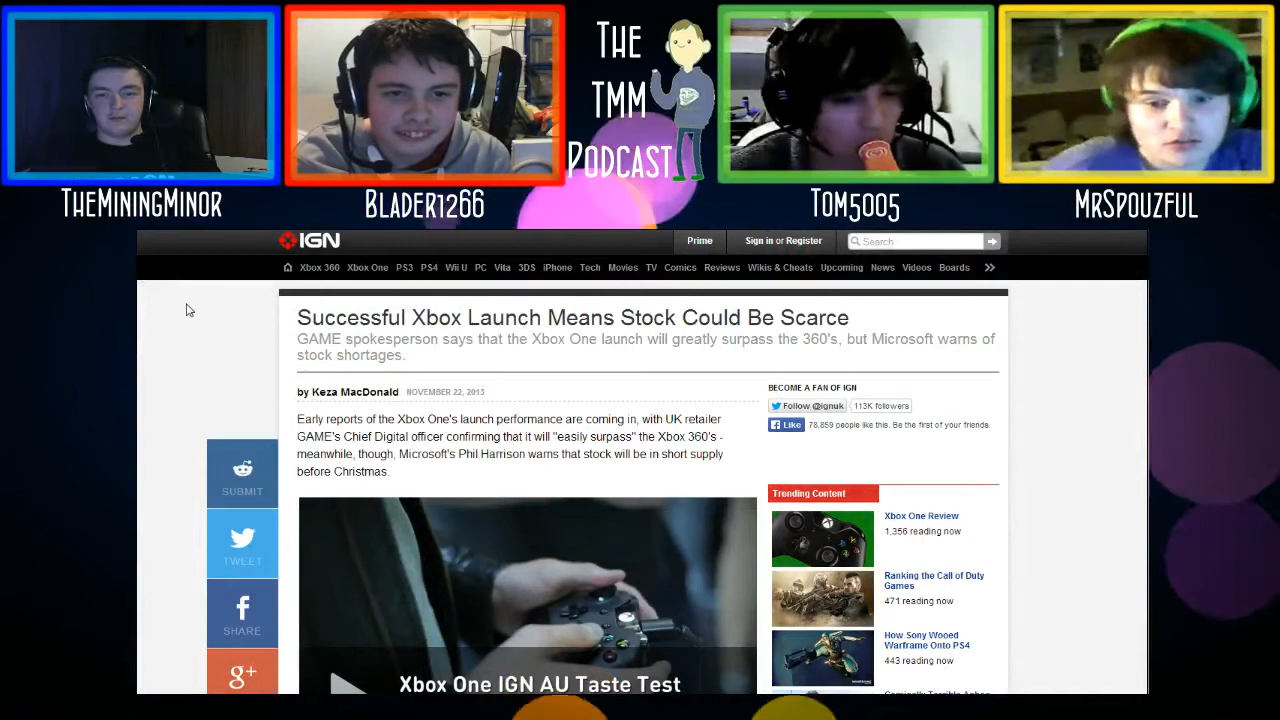 The
TMM
Podcast
TheMiningMinor
Blader1266
Tom5005
MrSpouzful
IGN
Prime
Sign in or Register
Search
Xbox 360 Xbox One PS3 PS4 Wii U PC Vita 3DS iPhone Tech Movies TV Comics Reviews Wikis & Cheats Upcoming News Videos Boards
Successful Xbox Launch Means Stock Could Be Scarce
GAME spokesperson says that the Xbox One launch will greatly surpass the 360's, but Microsoft warns of
stock shortages.
by Keza MacDonald NOVEMBER 22, 2013
Early reports of the Xbox One's launch performance are coming in, with UK retailer
GAME's Chief Digital officer confirming that it will "easily surpass" the Xbox 360's -
meanwhile, though, Microsoft's Phil Harrison warns that stock will be in short supply
before Christmas.
BECOME A FAN OF IGN
Follow @ignuk 113K followers
Like 78,859 people like this. Be the first of your friends.
SUBMIT
TWEET
f
SHARE
g+
Xbox One IGN AU Taste Test
Trending Content
Xbox One Review
1,356 reading now
Ranking the Call of Duty
Games
471 reading now
How Sony Wooed
Warframe Onto PS4
443 reading now